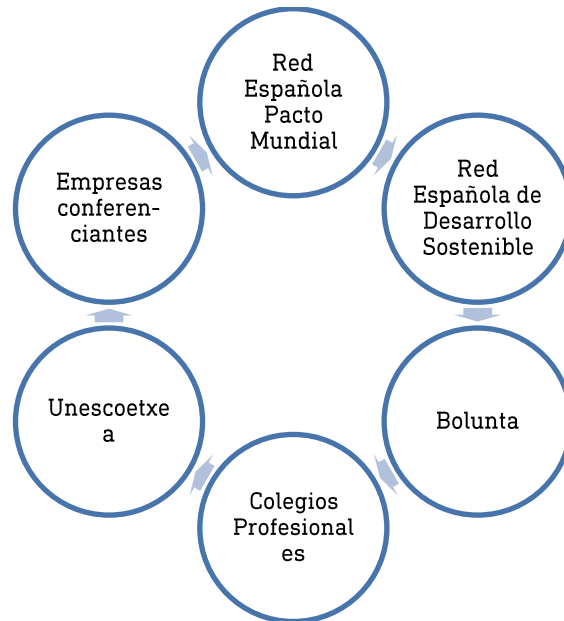 Red
Española
Pacto
Mundial
Red
Española de
Desarrollo
Sostenible
Bolunta
Colegios
Profesional
es
Unescoetxe
a
Empresas
conferen-
ciantes